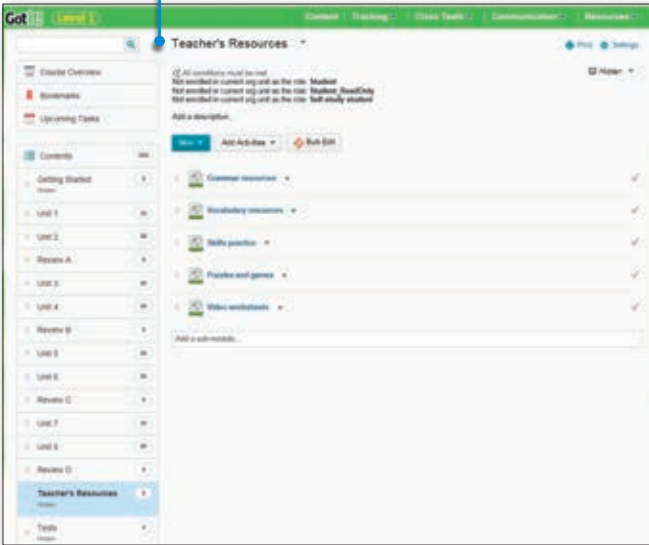 Got it! Level 1
Content Tracking Class Tools Communication Resources
Teacher's Resources
Print Settings
Course Overview
Bookmarks
Upcoming Tasks
All conditions must be met
Not enrolled in current org unit as the role: Student
Not enrolled in current org unit as the role: Student_ReadOnly
Not enrolled in current org unit as the role: Self-study student
Hidden
Add a description...
New Add Activities Bulk Edit
Contents
Getting Started
Hidden
Unit 1
Unit 2
Review A
Unit 3
Unit 4
Review B
Unit 5
Unit 6
Review C
Unit 7
Unit 8
Review D
Teacher's Resources
Hidden
Tests
Hidden
Grammar resources
Vocabulary resources
Skills practice
Puzzles and games
Video worksheets
Add a sub-module...